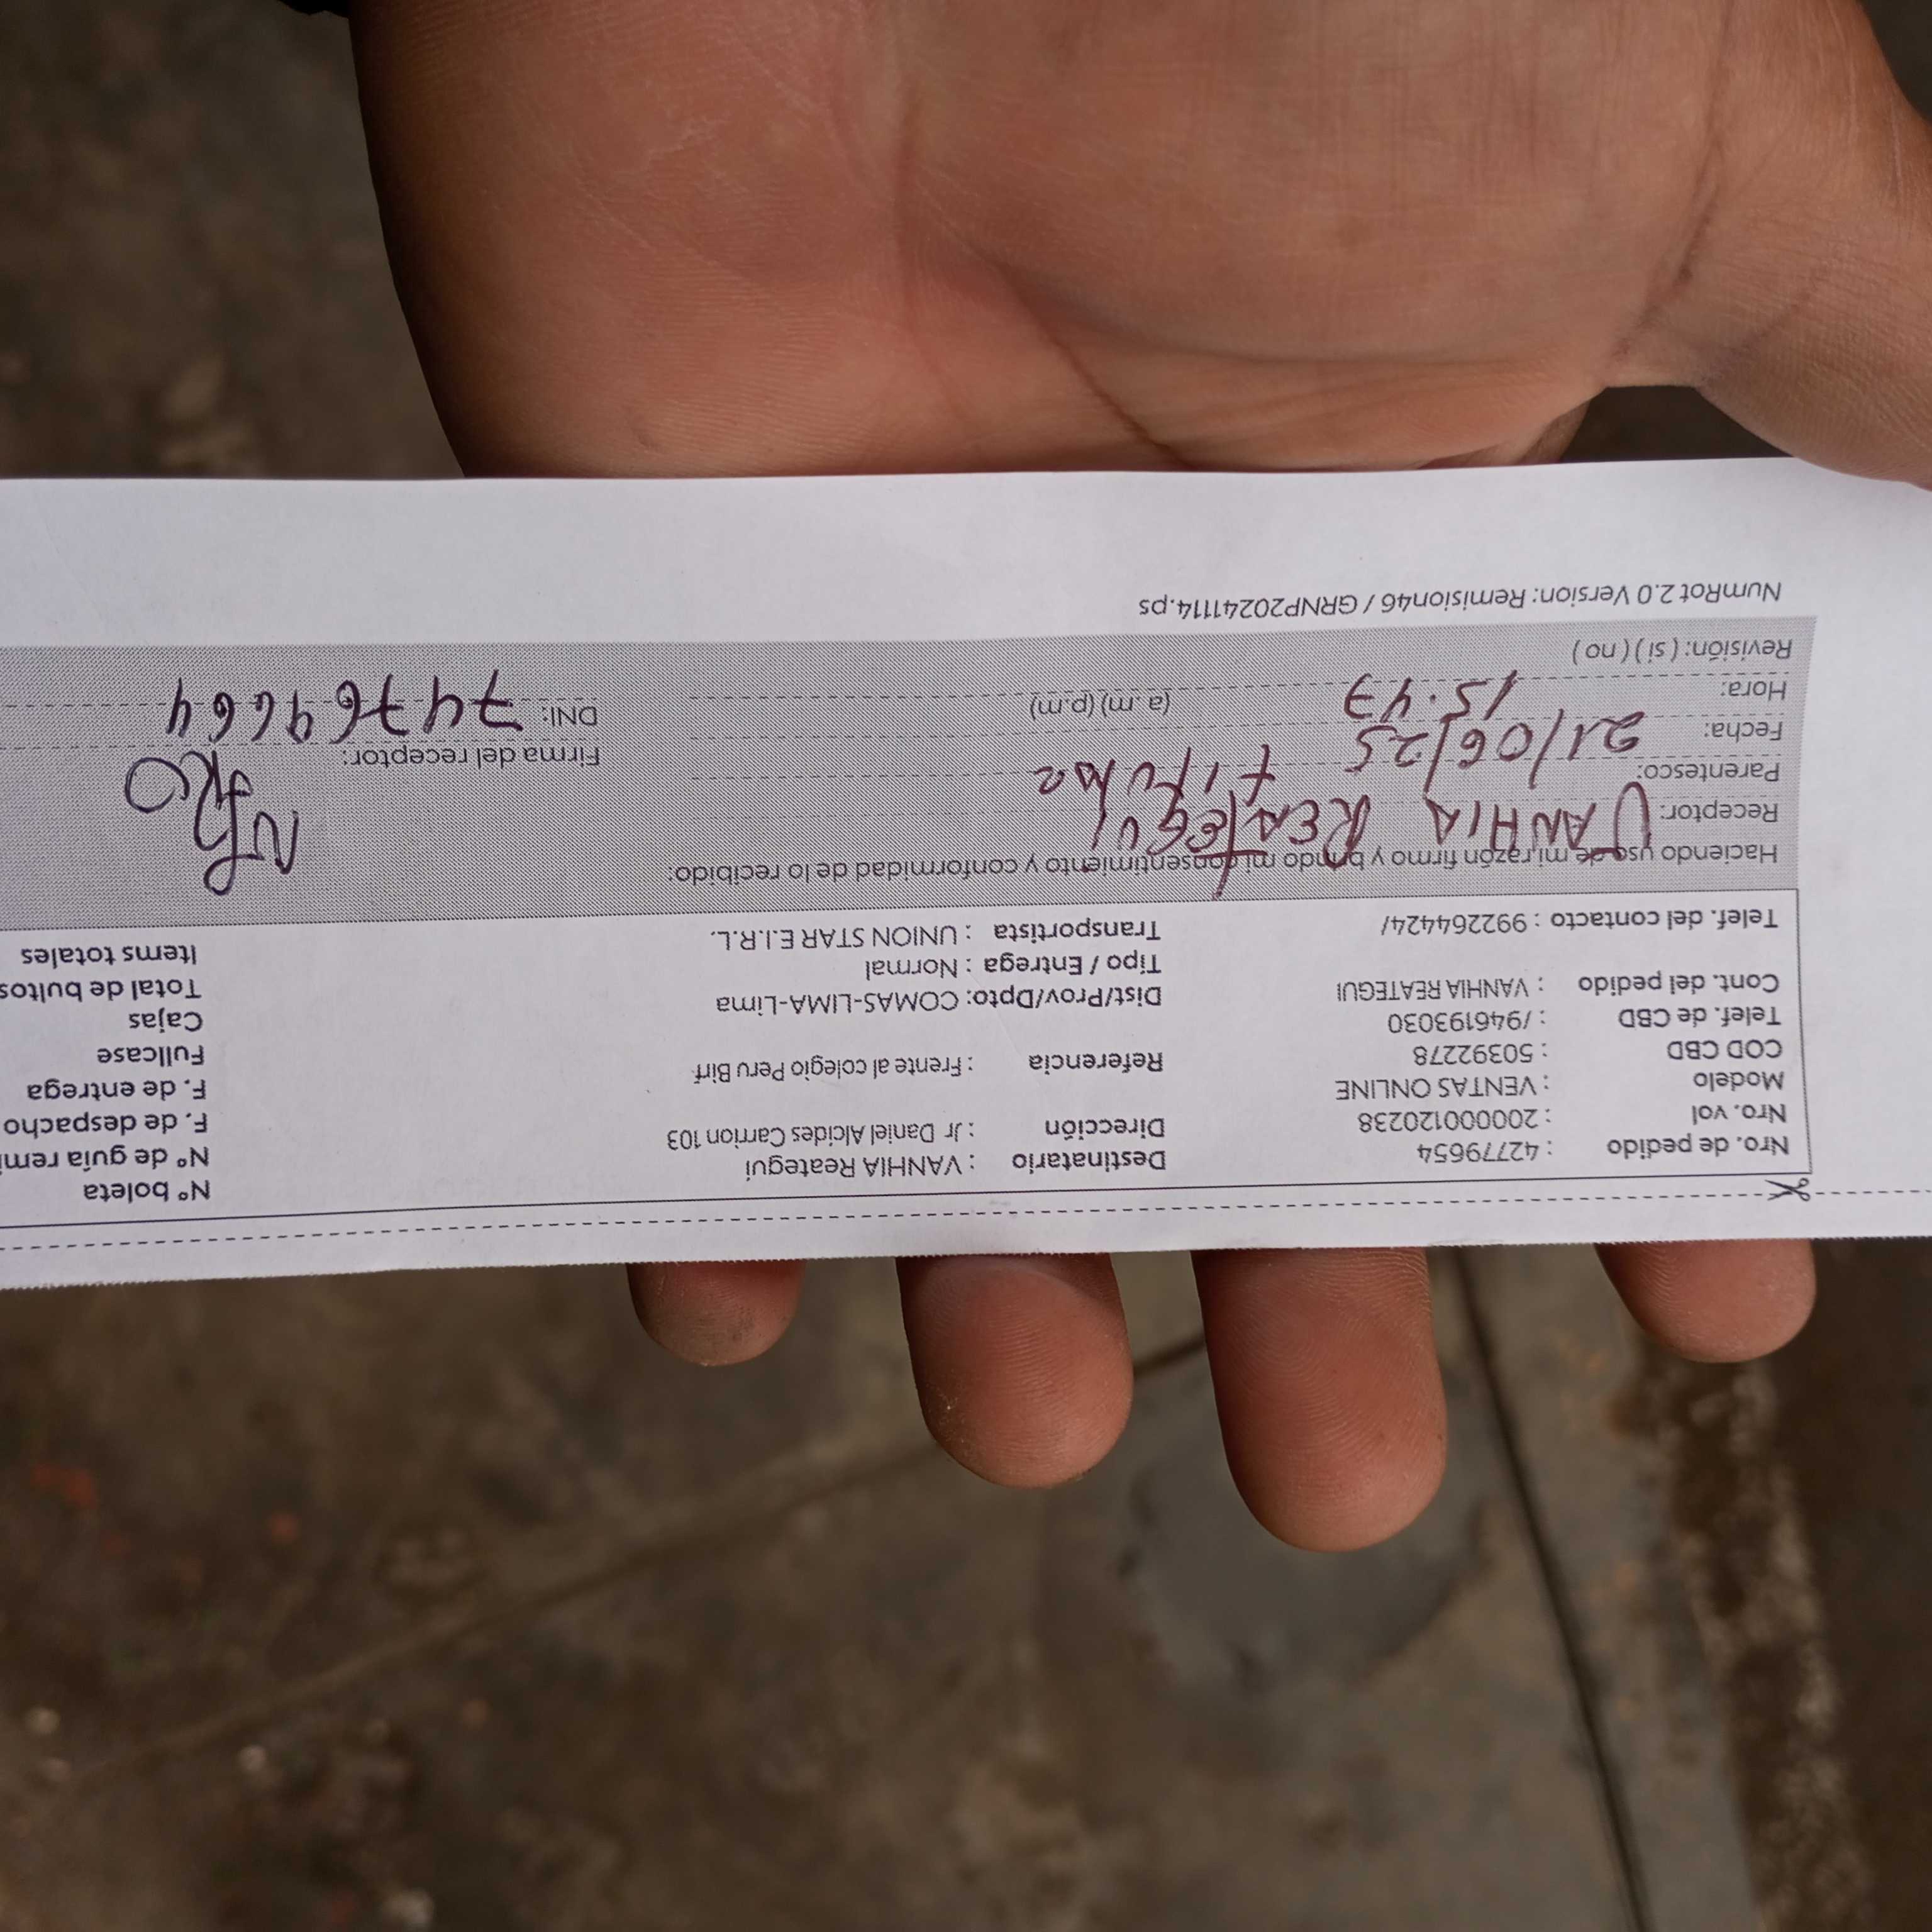 Nro. de pedido : 42779654
Nro. vol : 2000000120238
Modelo : VENTAS ONLINE
COD CBD : 50392278
Telef. de CBD : /946193030
Cont. del pedido : VANHIA REATEGUI
Telef. del contacto : 992264424/
Destinatario : VANHIA Reategui
Dirección : Jr Daniel Alcides Carrion 103
Referencia : Frente al colegio Peru Birf
Dist/Prov/Dpto: COMAS-LIMA-Lima
Tipo / Entrega : Normal
Transportista : UNION STAR E.I.R.L.
N° boleta
N° de guía remi
F. de despacho
F. de entrega
Fullcase
Cajas
Total de bultos
Items totales
Haciendo uso de mi razón firmo y brindo mi consentimiento y conformidad de lo recibido:
Receptor: VANHIA REATEGUI
Parentesco: titular
Fecha: 21/06/25
Hora: 15.47 (a.m) (p.m)
Revisión: ( si ) ( no )
Firma del receptor:
DNI: 74769664
NumRot 2.0 Version: Remision46 / GRNP20241114.ps